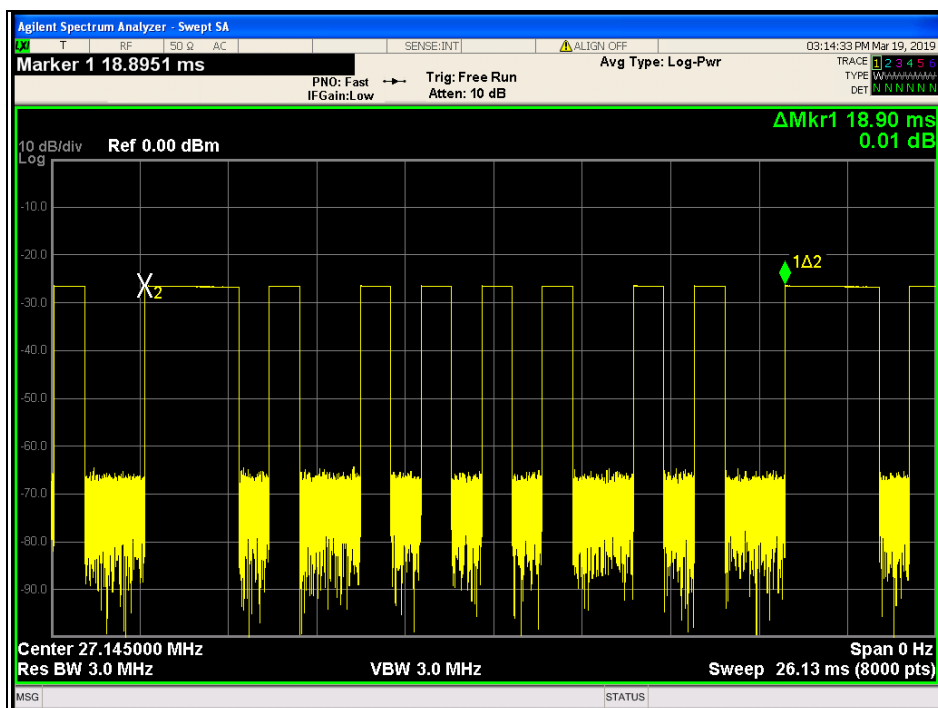 Agilent Spectrum Analyzer - Swept SA
LXI T RF 50 Ω AC SENSE:INT ALIGN OFF 03:14:33 PM Mar 19, 2019
Marker 1 18.8951 ms
PNO: Fast Trig: Free Run Avg Type: Log-Pwr TRACE 1 2 3 4 5 6
IFGain:Low Atten: 10 dB TYPE WWWWWW
DET N N N N N N
ΔMkr1 18.90 ms
10 dB/div Ref 0.00 dBm 0.01 dB
Log
-10.0
-20.0
1Δ2
X2
-30.0
-40.0
-50.0
-60.0
-70.0
-80.0
-90.0
Center 27.145000 MHz Span 0 Hz
Res BW 3.0 MHz VBW 3.0 MHz Sweep 26.13 ms (8000 pts)
MSG STATUS